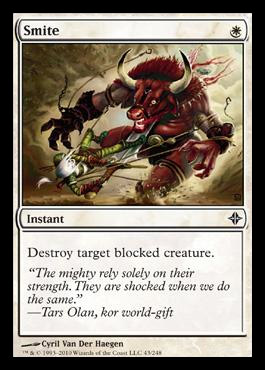 Smite
Instant
Destroy target blocked creature.
“The mighty rely solely on their
strength. They are shocked when we do
the same.”
—Tars Olan, kor world-gift
Cyril Van Der Haegen
™ & © 1993–2010 Wizards of the Coast LLC 43/248